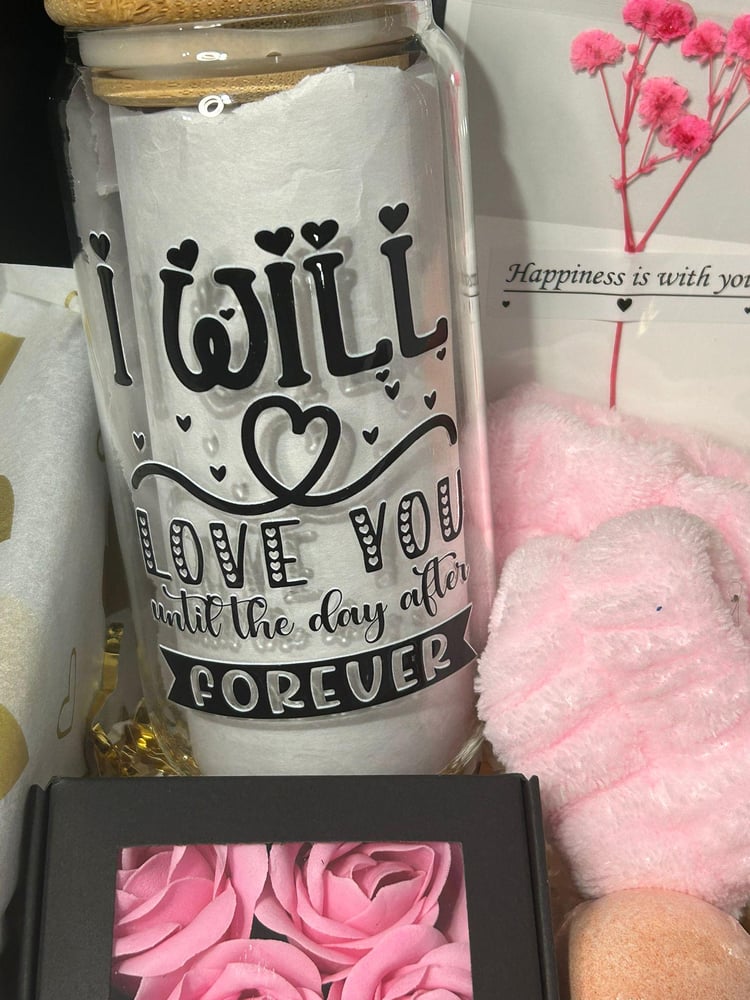 I WILL
LOVE YOU
until the day after
FOREVER
Happiness is with you